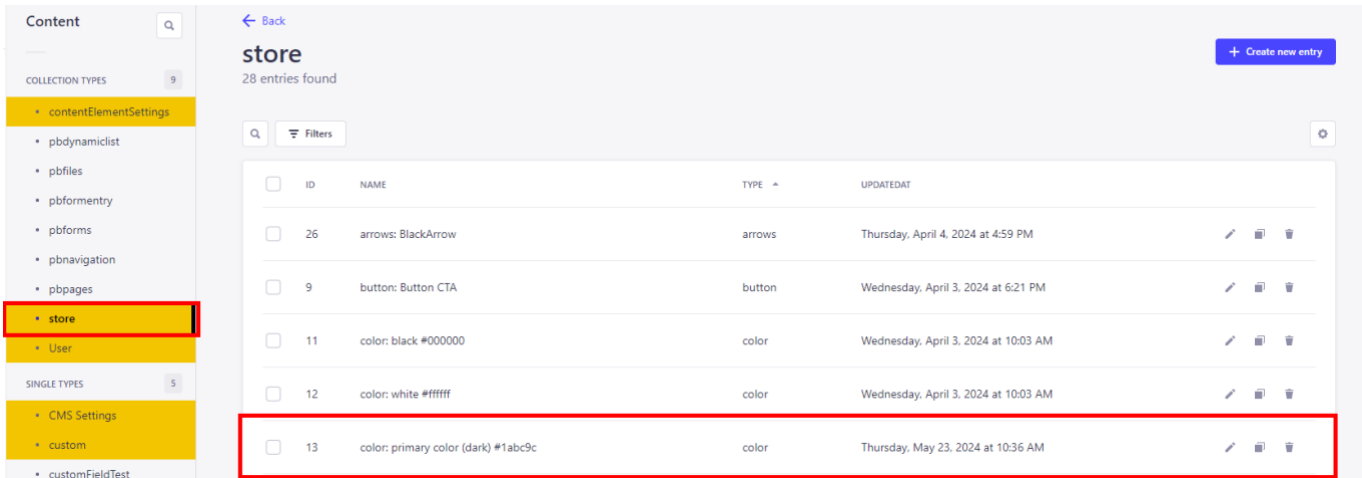 Content
COLLECTION TYPES 9
contentElementSettings
pbdynamiclist
pbfiles
pbformentry
pbforms
pbnavigation
pbpages
store
User
SINGLE TYPES 5
CMS Settings
custom
customFieldTest
Back
store
28 entries found
+ Create new entry
Filters
ID NAME TYPE UPDATEDAT
26 arrows: BlackArrow arrows Thursday, April 4, 2024 at 4:59 PM
9 button: Button CTA button Wednesday, April 3, 2024 at 6:21 PM
11 color: black #000000 color Wednesday, April 3, 2024 at 10:03 AM
12 color: white #ffffff color Wednesday, April 3, 2024 at 10:03 AM
13 color: primary color (dark) #1abc9c color Thursday, May 23, 2024 at 10:36 AM